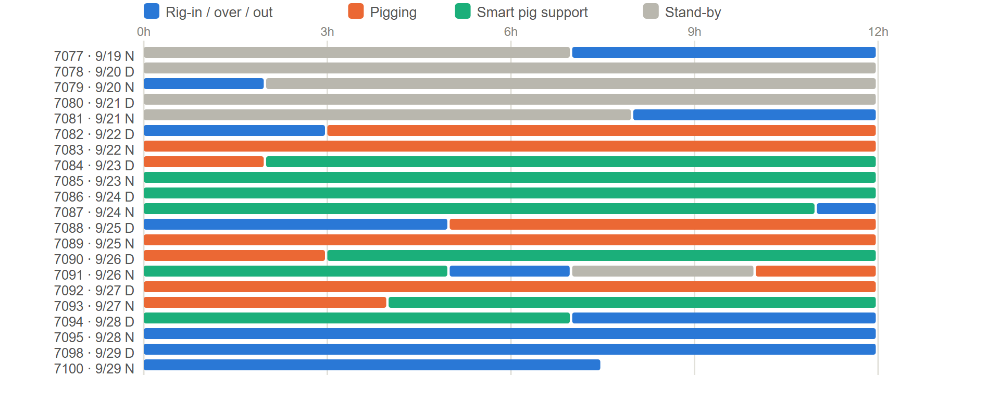 Rig-in / over / out Pigging Smart pig support Stand-by
0h 3h 6h 9h 12h
7077 · 9/19 N
7078 · 9/20 D
7079 · 9/20 N
7080 · 9/21 D
7081 · 9/21 N
7082 · 9/22 D
7083 · 9/22 N
7084 · 9/23 D
7085 · 9/23 N
7086 · 9/24 D
7087 · 9/24 N
7088 · 9/25 D
7089 · 9/25 N
7090 · 9/26 D
7091 · 9/26 N
7092 · 9/27 D
7093 · 9/27 N
7094 · 9/28 D
7095 · 9/28 N
7098 · 9/29 D
7100 · 9/29 N